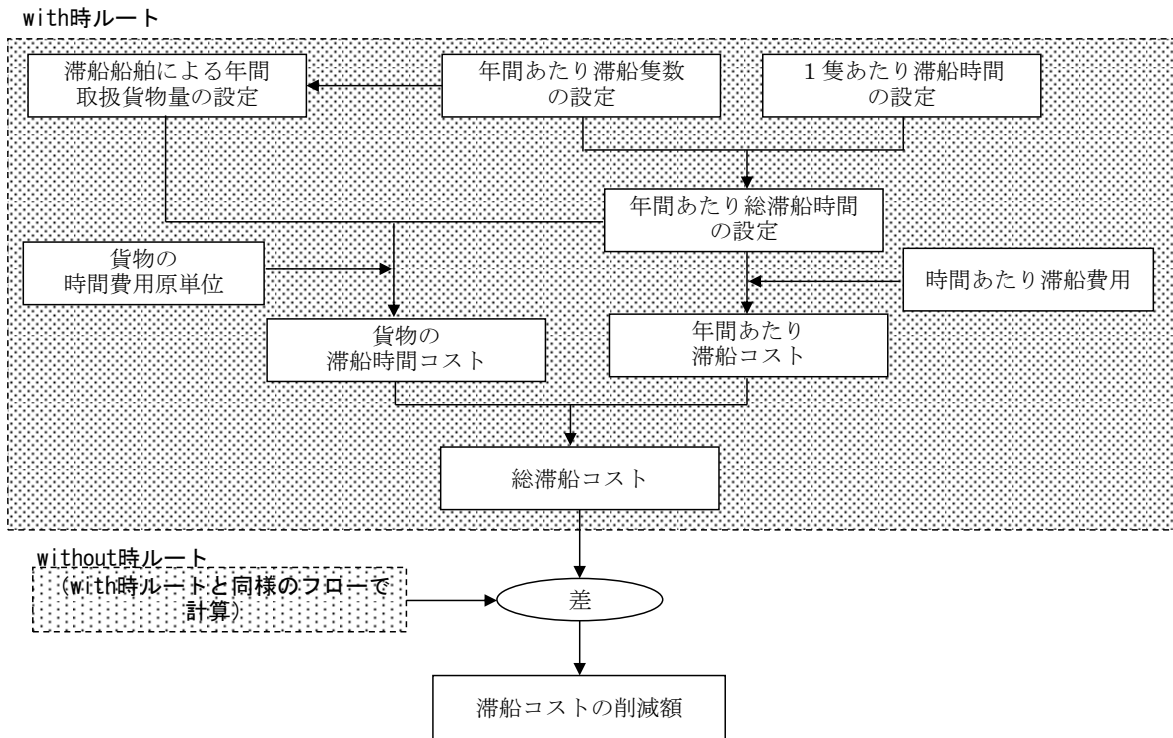 with時ルート
滞船船舶による年間
取扱貨物量の設定
年間あたり滞船隻数
の設定
１隻あたり滞船時間
の設定
年間あたり総滞船時間
の設定
貨物の
時間費用原単位
時間あたり滞船費用
貨物の
滞船時間コスト
年間あたり
滞船コスト
総滞船コスト
without時ルート
（with時ルートと同様のフローで
計算）
差
滞船コストの削減額